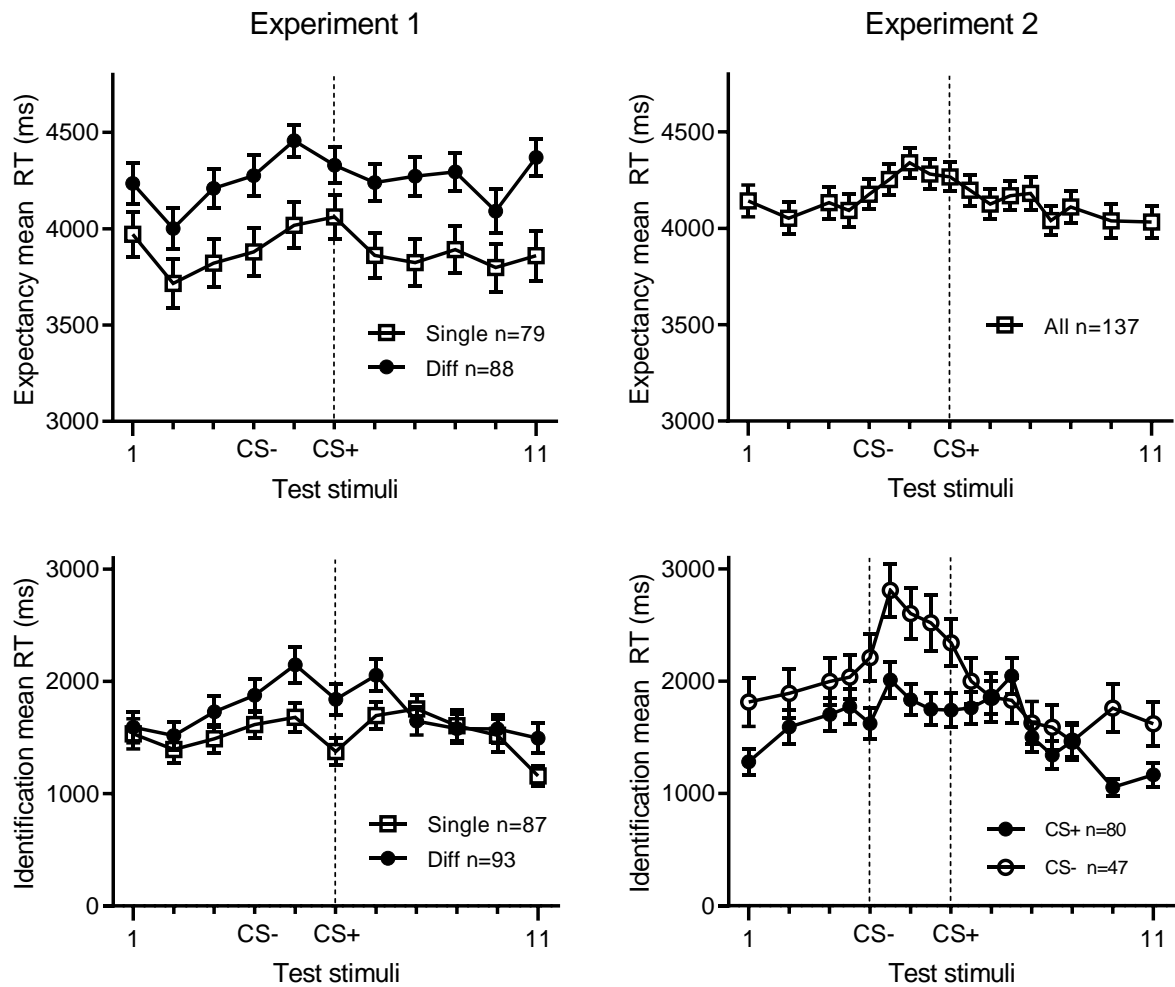 Experiment 1
Experiment 2
Expectancy mean RT (ms)
4500
4000
3500
3000
Single n=79
Diff n=88
1
CS-
CS+
11
Test stimuli
Expectancy mean RT (ms)
4500
4000
3500
3000
All n=137
1
CS-
CS+
11
Test stimuli
Identification mean RT (ms)
3000
2000
1000
0
Single n=87
Diff n=93
1
CS-
CS+
11
Test stimuli
Identification mean RT (ms)
3000
2000
1000
0
CS+ n=80
CS- n=47
1
CS-
CS+
11
Test stimuli